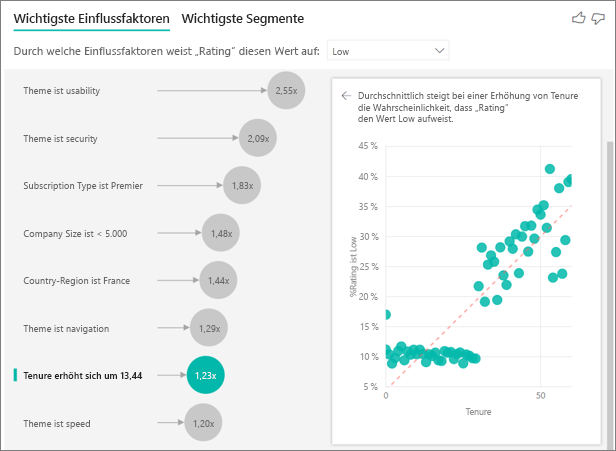 Wichtigste Einflussfaktoren Wichtigste Segmente
Durch welche Einflussfaktoren weist „Rating“ diesen Wert auf: Low
Theme ist usability 2,55x
Theme ist security 2,09x
Subscription Type ist Premier 1,83x
Company Size ist < 5.000 1,48x
Country-Region ist France 1,44x
Theme ist navigation 1,29x
Tenure erhöht sich um 13,44 1,23x
Theme ist speed 1,20x
Durchschnittlich steigt bei einer Erhöhung von Tenure
die Wahrscheinlichkeit, dass „Rating“
den Wert Low aufweist.
45 %
40 %
35 %
30 %
25 %
20 %
15 %
10 %
5 %
%Rating ist Low
0 50
Tenure